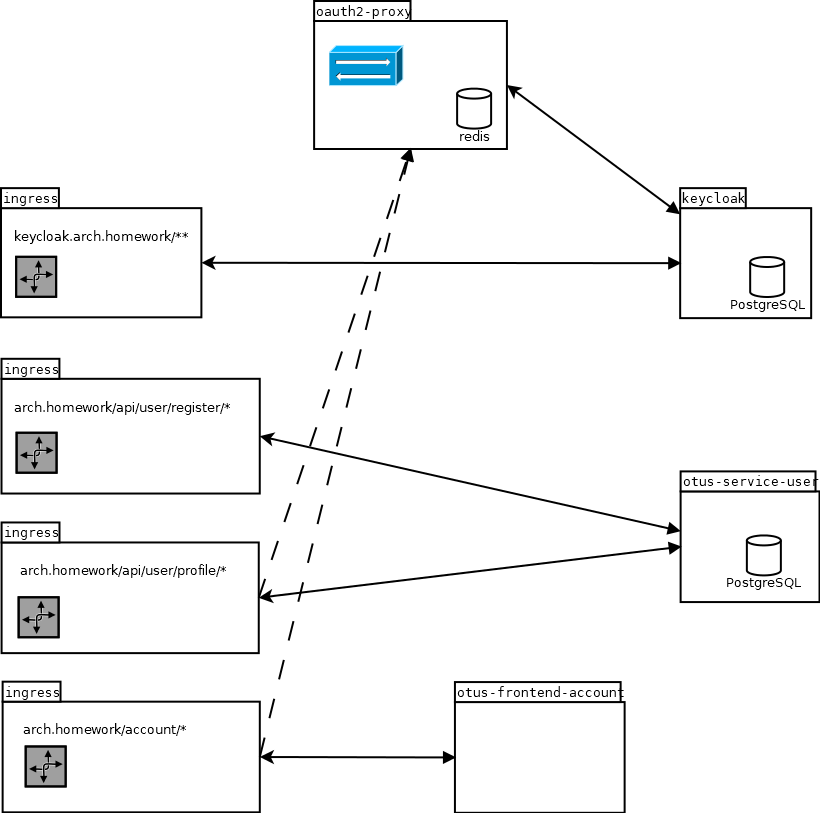 oauth2-proxy
redis
ingress
keycloak.arch.homework/**
keycloak
PostgreSQL
ingress
arch.homework/api/user/register/*
otus-service-user
PostgreSQL
ingress
arch.homework/api/user/profile/*
ingress
arch.homework/account/*
otus-frontend-account